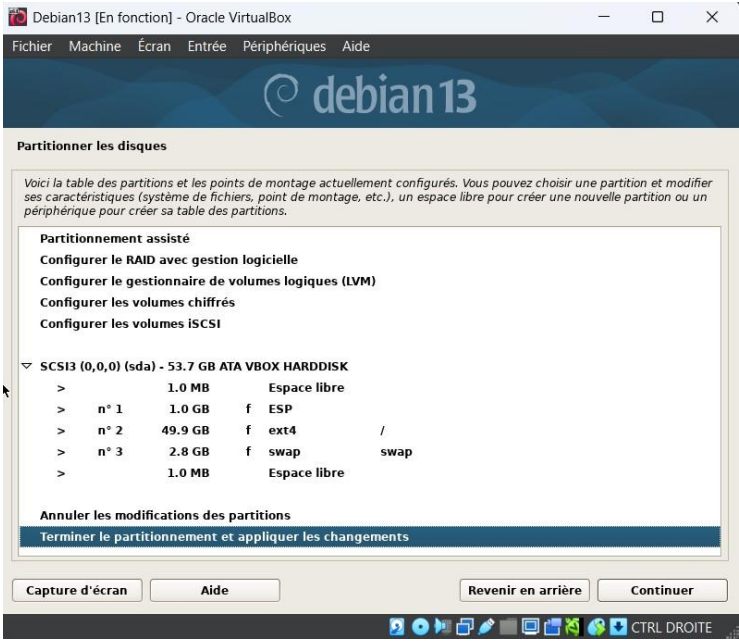 Debian13 [En fonction] - Oracle VirtualBox
Fichier Machine Écran Entrée Périphériques Aide
debian 13
Partitionner les disques
Voici la table des partitions et les points de montage actuellement configurés. Vous pouvez choisir une partition et modifier
ses caractéristiques (système de fichiers, point de montage, etc.), un espace libre pour créer une nouvelle partition ou un
périphérique pour créer sa table des partitions.
Partitionnement assisté
Configurer le RAID avec gestion logicielle
Configurer le gestionnaire de volumes logiques (LVM)
Configurer les volumes chiffrés
Configurer les volumes iSCSI
SCSI3 (0,0,0) (sda) - 53.7 GB ATA VBOX HARDDISK
> 1.0 MB Espace libre
> n° 1 1.0 GB f ESP
> n° 2 49.9 GB f ext4 /
> n° 3 2.8 GB f swap swap
> 1.0 MB Espace libre
Annuler les modifications des partitions
Terminer le partitionnement et appliquer les changements
Capture d'écran Aide Revenir en arrière Continuer
CTRL DROITE